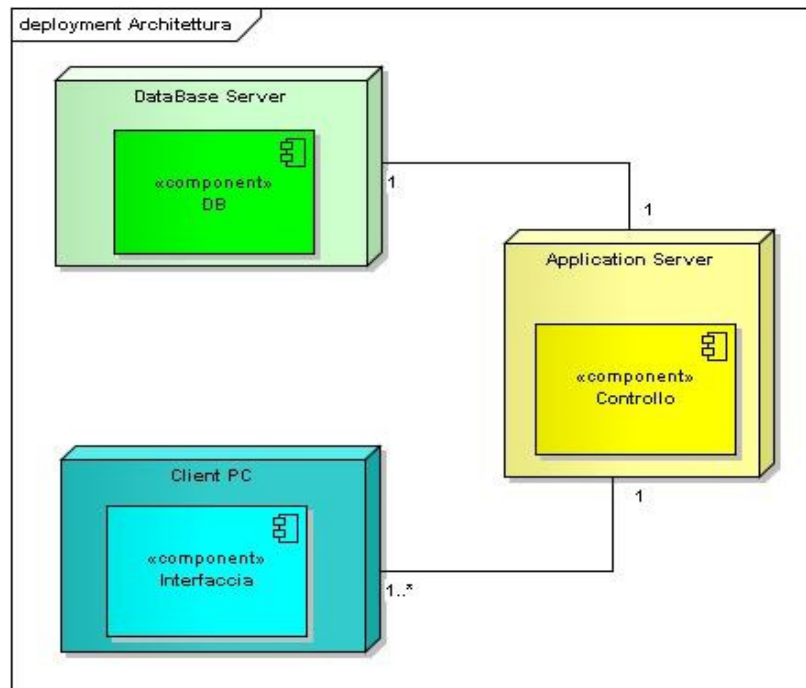 deployment Architettura
DataBase Server
«component»
DB
1
1
Application Server
«component»
Controllo
1
Client PC
«component»
Interfaccia
1..*